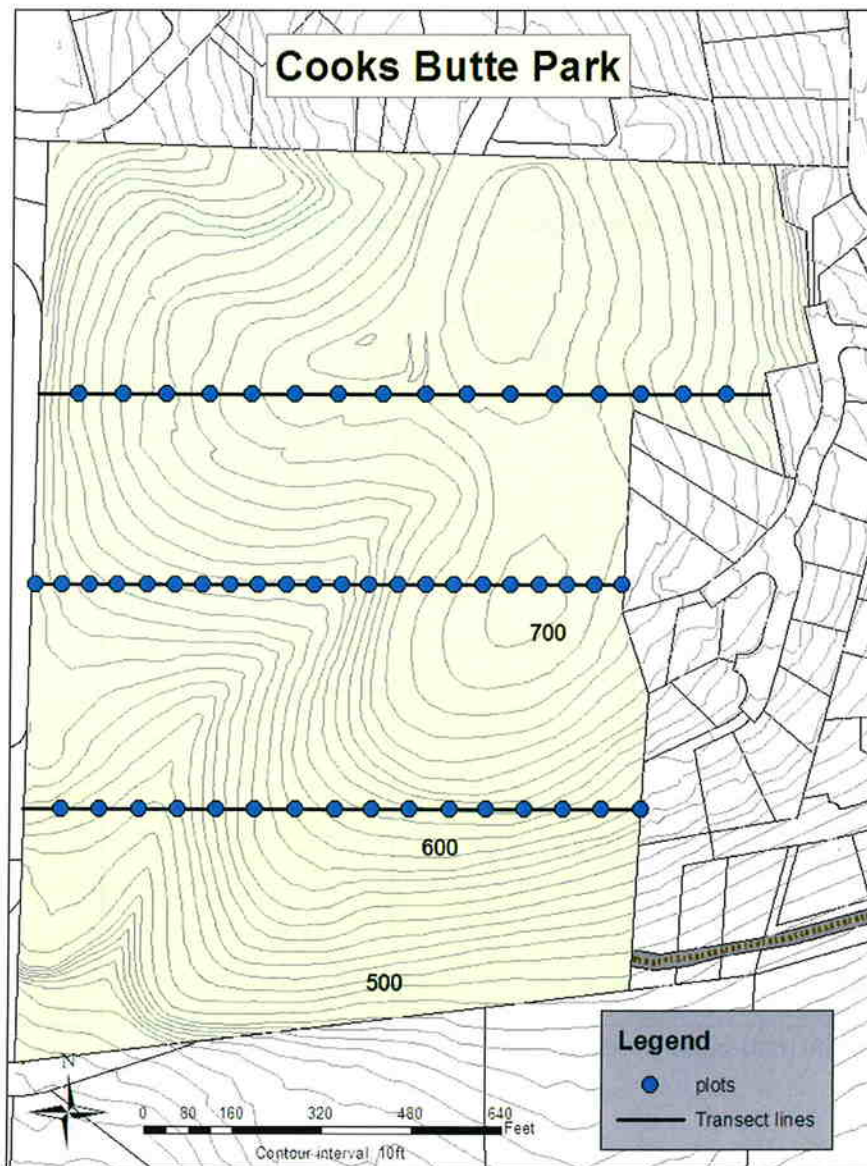 Cooks Butte Park
700
600
500
Legend
plots
Transect lines
N
0 80 160 320 480 640
Feet
Contour interval 10ft